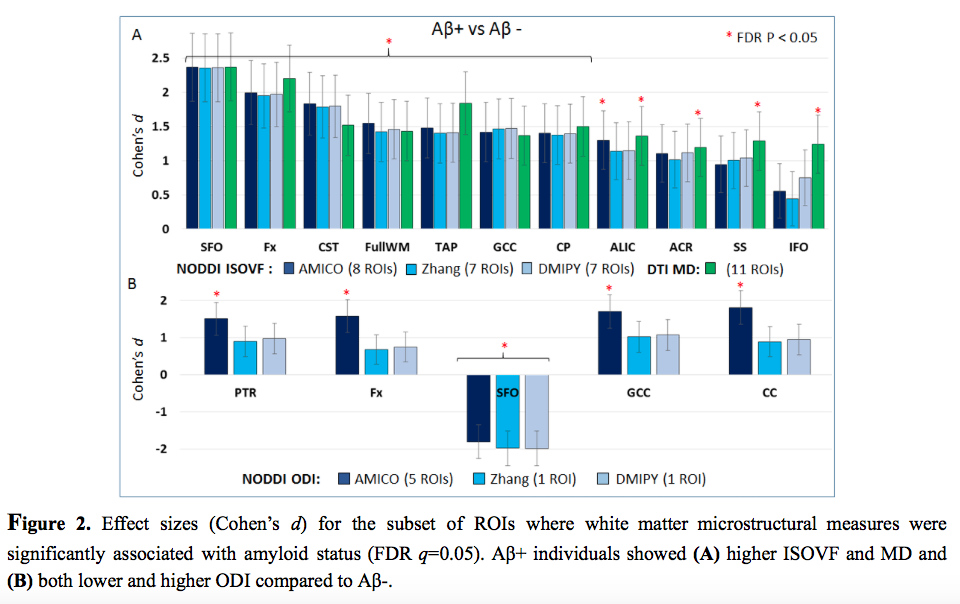 A
Aβ+ vs Aβ -
* FDR P < 0.05
*
2.5
2
1.5
1
0.5
0
Cohen's d
* * * * *
SFO Fx CST FullWM TAP GCC CP ALIC ACR SS IFO
NODDI ISOVF : AMICO (8 ROIs) Zhang (7 ROIs) DMIPY (7 ROIs) DTI MD: (11 ROIs)
B
2
1
0
-1
-2
Cohen's d
* * * * *
PTR Fx SFO GCC CC
NODDI ODI: AMICO (5 ROIs) Zhang (1 ROI) DMIPY (1 ROI)
Figure 2. Effect sizes (Cohen's d) for the subset of ROIs where white matter microstructural measures were
significantly associated with amyloid status (FDR q=0.05). Aβ+ individuals showed (A) higher ISOVF and MD and
(B) both lower and higher ODI compared to Aβ-.